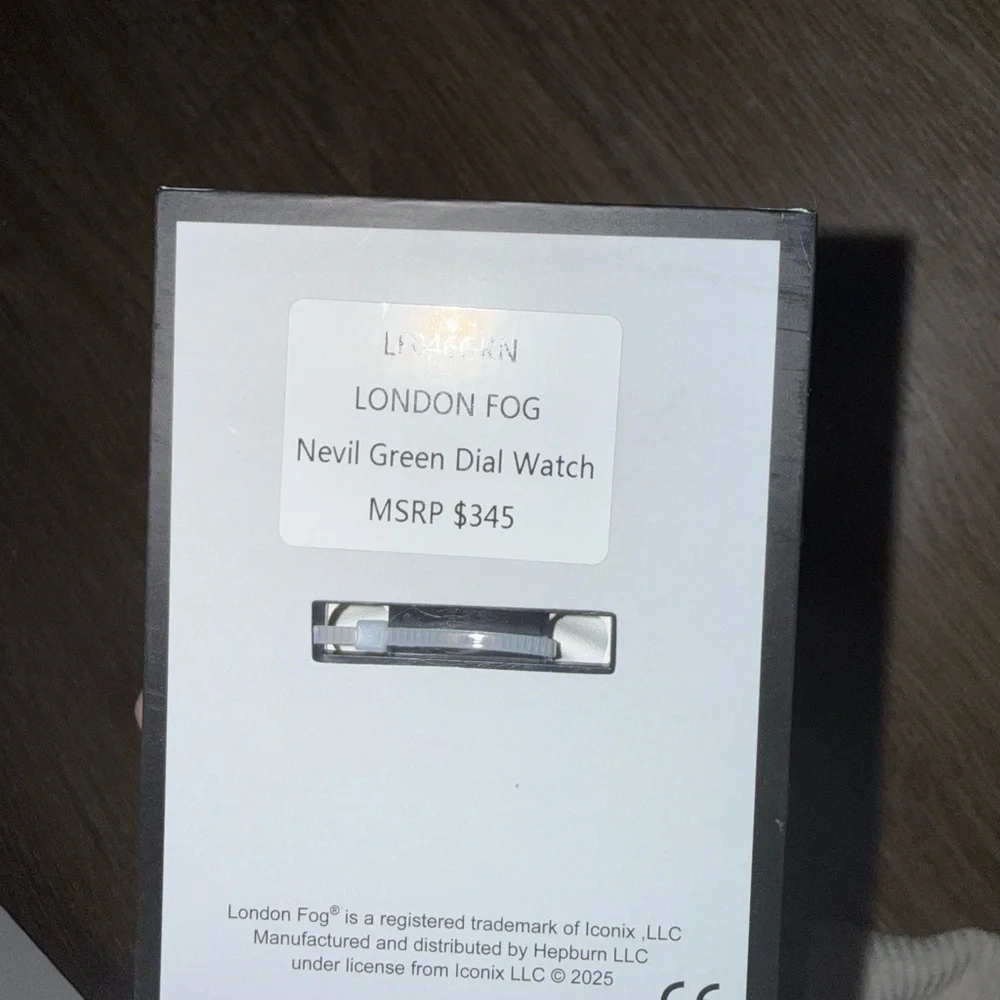 LONDON FOG
Nevil Green Dial Watch
MSRP $345
London Fog® is a registered trademark of Iconix ,LLC
Manufactured and distributed by Hepburn LLC
under license from Iconix LLC © 2025
CE